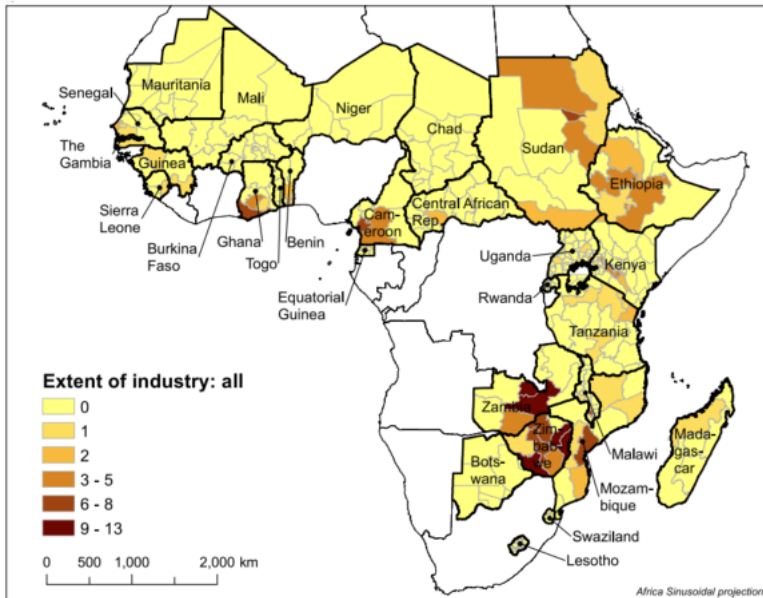 Mauritania
Mali
Niger
Chad
Sudan
Senegal
The
Gambia
Guinea
Sierra
Leone
Burkina
Faso
Ghana
Togo
Benin
Cam-
eroon
Central African
Rep.
Ethiopia
Equatorial
Guinea
Uganda
Kenya
Rwanda
Tanzania
Extent of industry: all
0
1
2
3 - 5
6 - 8
9 - 13
Zambia
Zim-
bab-
we
Bots-
wana
Malawi
Mada-
gas-
car
Mozam-
bique
Swaziland
Lesotho
0 500 1,000 2,000 km
Africa Sinusoidal projection